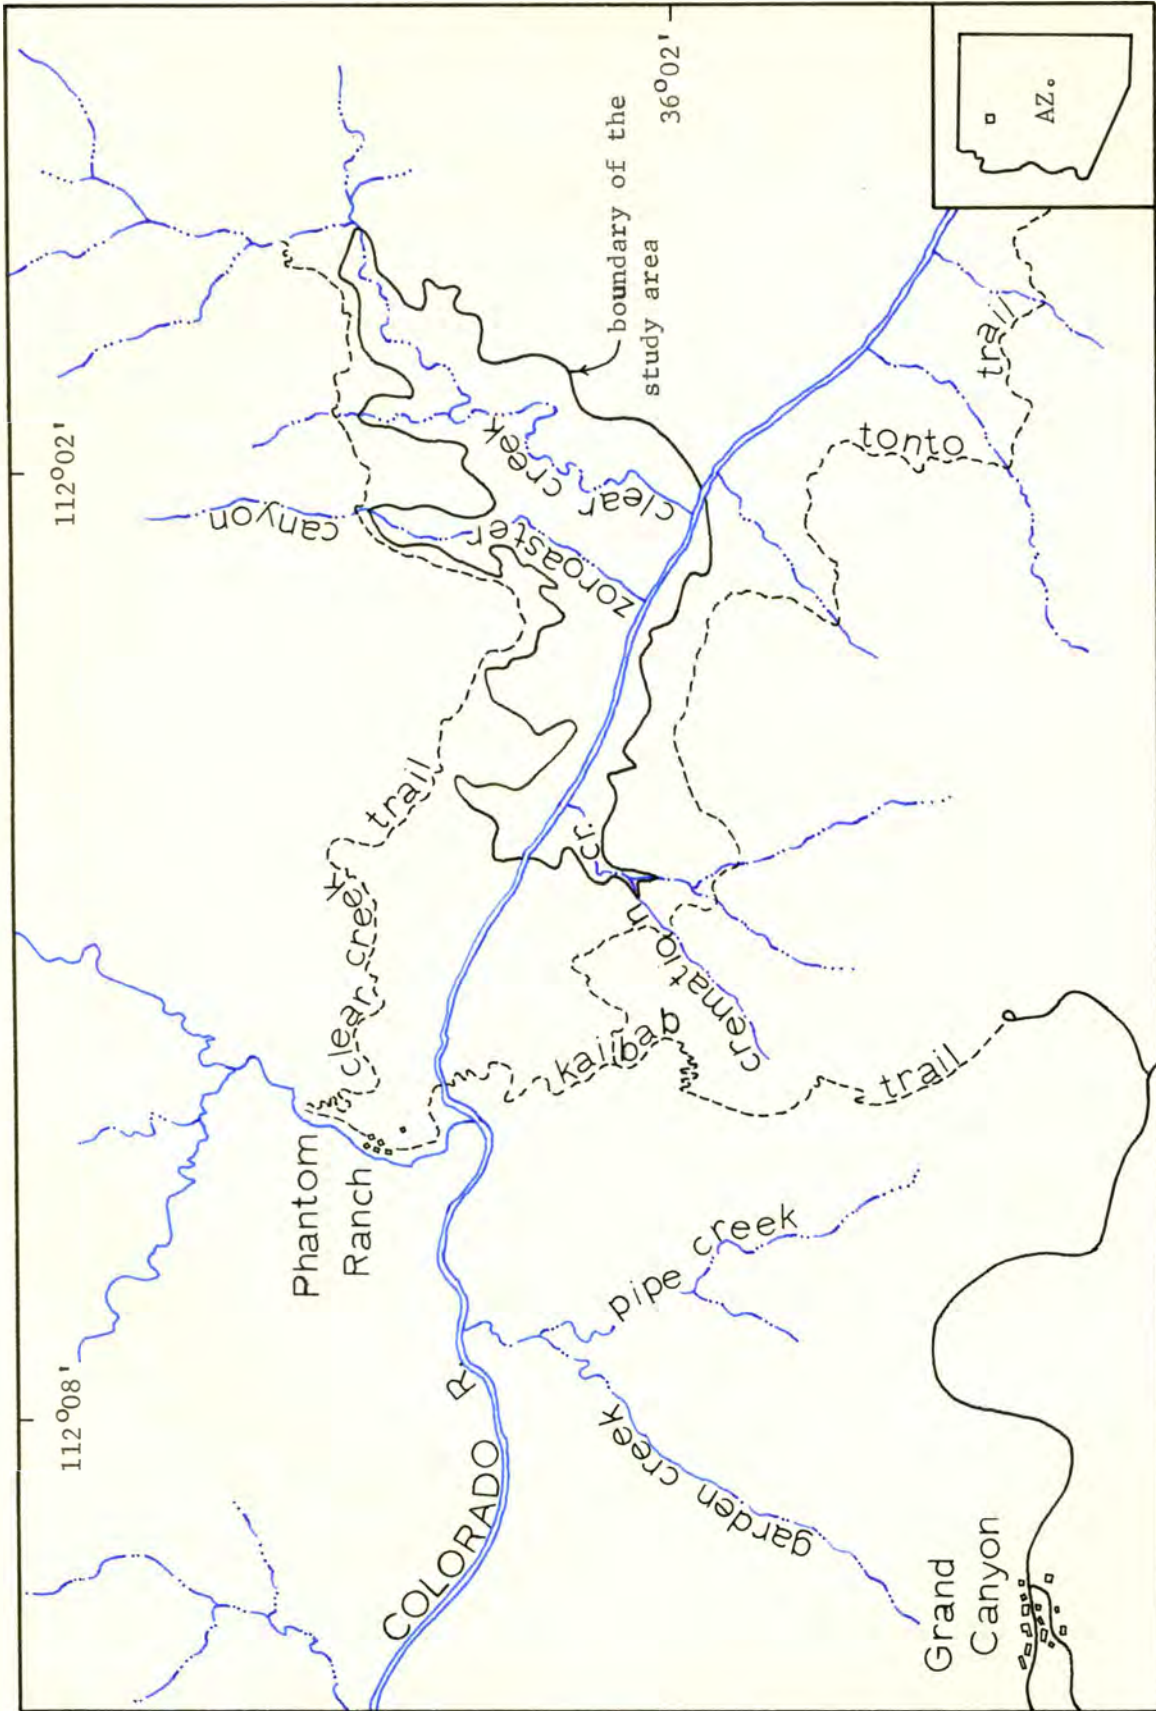 112°08'
112°02'
36°02'
COLORADO R.
Phantom
Ranch
clear creek trail
canyon
zoroaster
clear creek
boundary of the
study area
cremation cr.
kaibab trail
tonto trail
pipe creek
garden creek
Grand
Canyon
AZ.